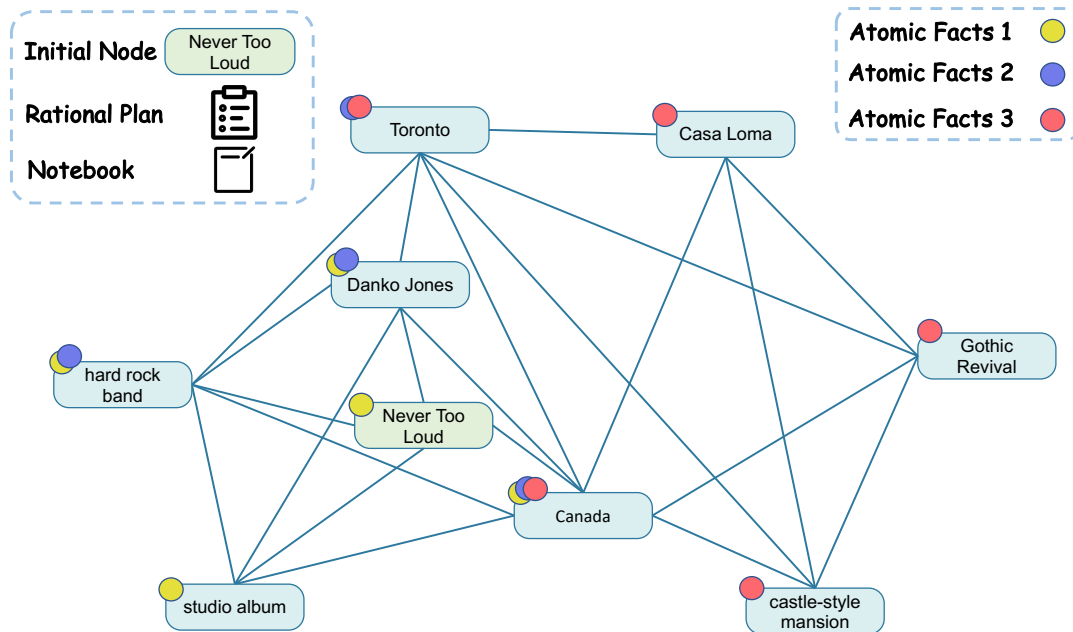 Initial Node
Never Too
Loud
Rational Plan
Notebook
Atomic Facts 1
Atomic Facts 2
Atomic Facts 3
Toronto
Casa Loma
Danko Jones
Gothic
Revival
hard rock
band
Never Too
Loud
Canada
studio album
castle-style
mansion